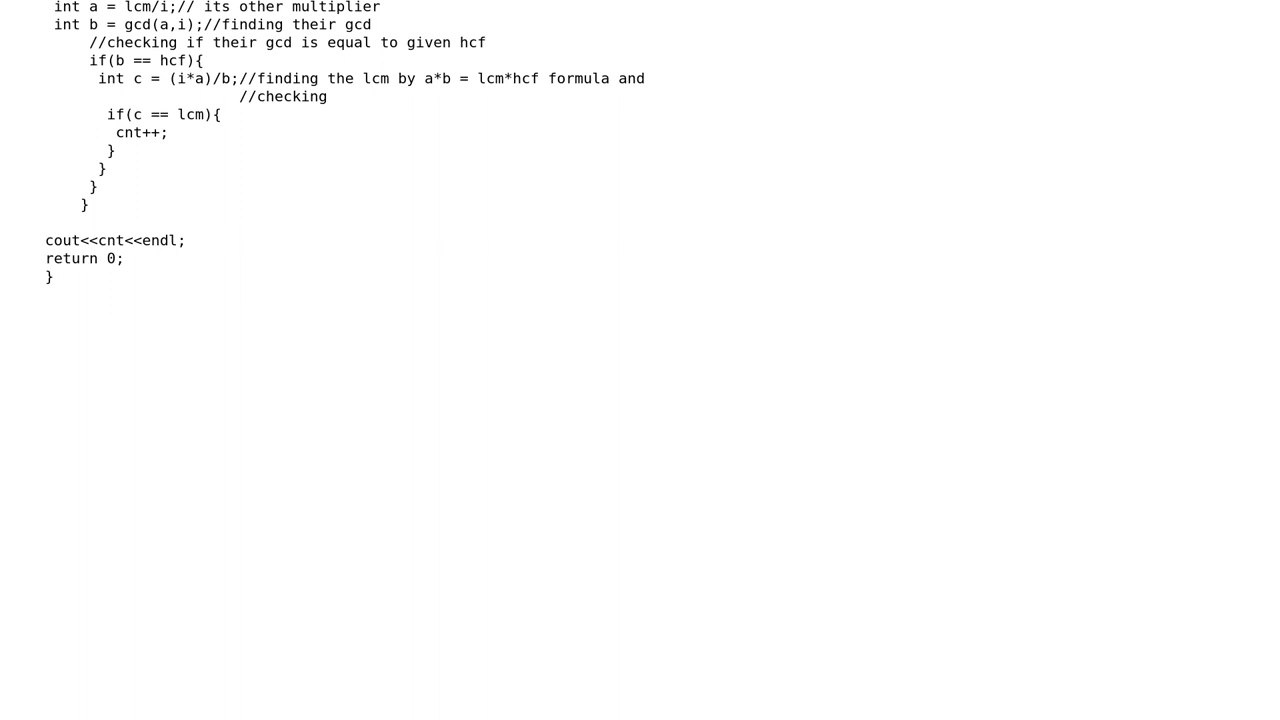 int a = lcm/i;// its other multiplier
int b = gcd(a,i);//finding their gcd
//checking if their gcd is equal to given hcf
if(b == hcf){
int c = (i*a)/b;//finding the lcm by a*b = lcm*hcf formula and
//checking
if(c == lcm){
cnt++;
}
}
}
}
cout<<cnt<<endl;
return 0;
}